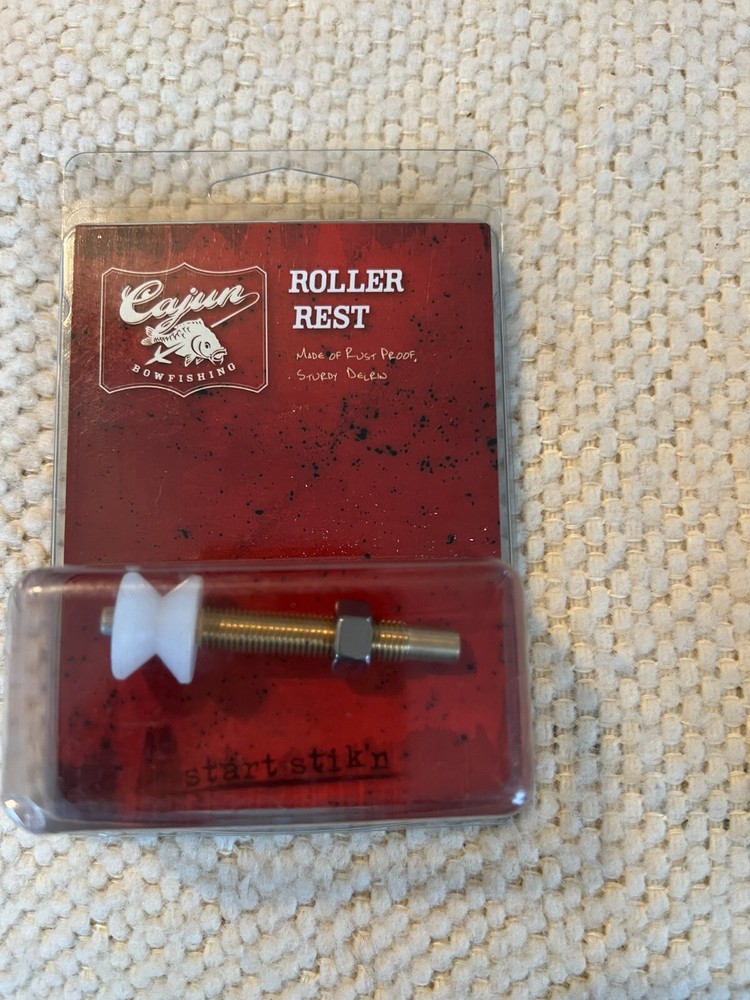 Cajun
BOWFISHING
ROLLER
REST
MADE OF RUST PROOF,
STURDY DELRIN
start stik'n